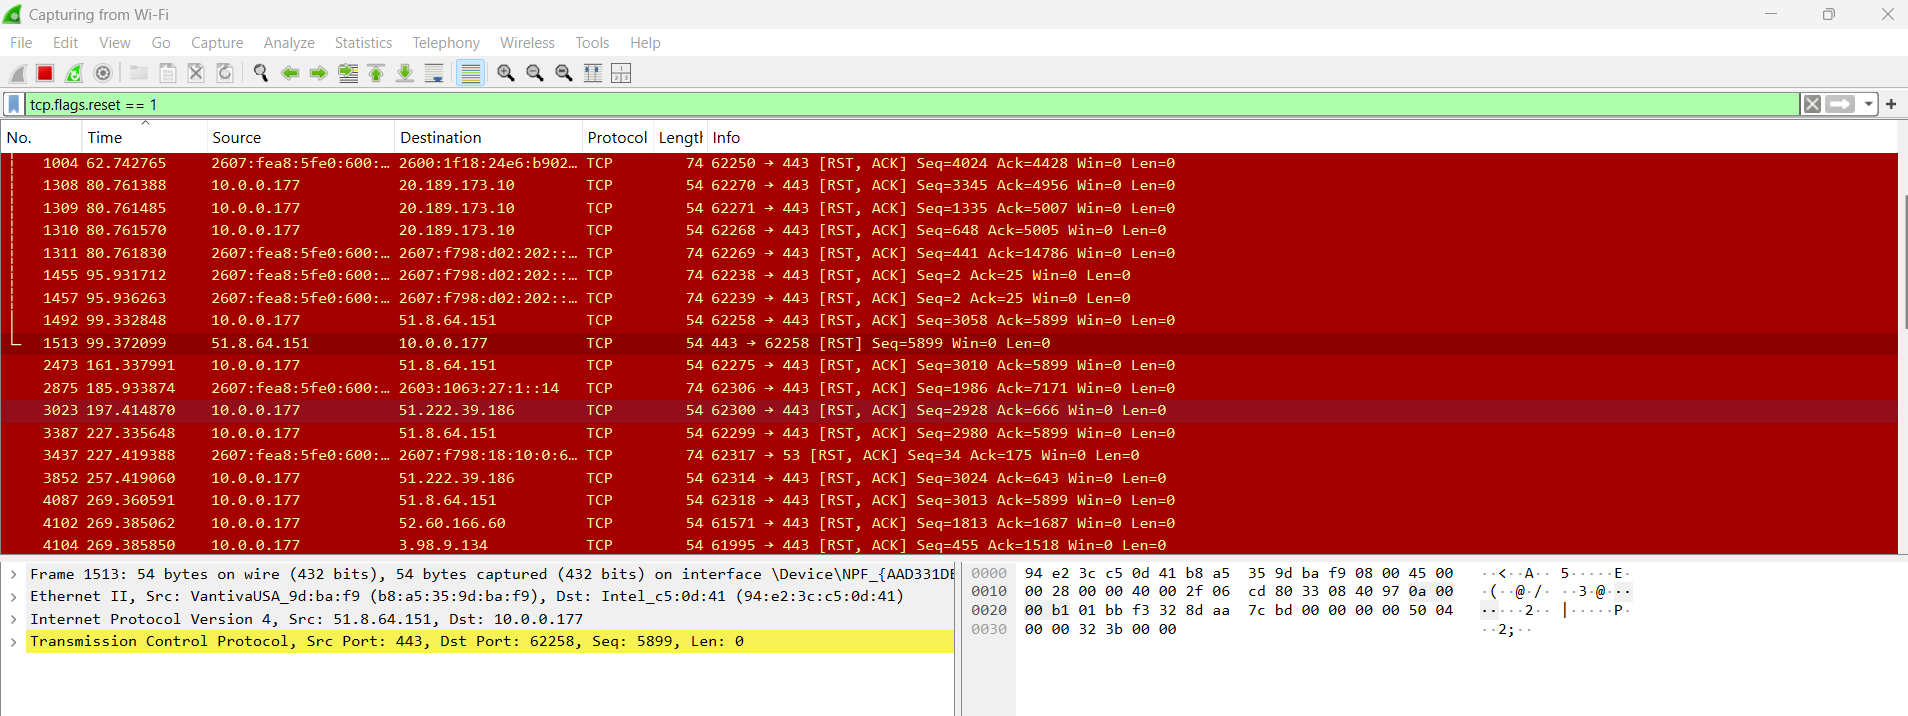 Capturing from Wi-Fi
File Edit View Go Capture Analyze Statistics Telephony Wireless Tools Help
tcp.flags.reset == 1
No. Time Source Destination Protocol Length Info
1004 62.742765 2607:fea8:5fe0:600:… 2600:1f18:24e6:b902… TCP 74 62250 → 443 [RST, ACK] Seq=4024 Ack=4428 Win=0 Len=0
1308 80.761388 10.0.0.177 20.189.173.10 TCP 54 62270 → 443 [RST, ACK] Seq=3345 Ack=4956 Win=0 Len=0
1309 80.761485 10.0.0.177 20.189.173.10 TCP 54 62271 → 443 [RST, ACK] Seq=1335 Ack=5007 Win=0 Len=0
1310 80.761570 10.0.0.177 20.189.173.10 TCP 54 62268 → 443 [RST, ACK] Seq=648 Ack=5005 Win=0 Len=0
1311 80.761830 2607:fea8:5fe0:600:… 2607:f798:d02:202::… TCP 74 62269 → 443 [RST, ACK] Seq=441 Ack=14786 Win=0 Len=0
1455 95.931712 2607:fea8:5fe0:600:… 2607:f798:d02:202::… TCP 74 62238 → 443 [RST, ACK] Seq=2 Ack=25 Win=0 Len=0
1457 95.936263 2607:fea8:5fe0:600:… 2607:f798:d02:202::… TCP 74 62239 → 443 [RST, ACK] Seq=2 Ack=25 Win=0 Len=0
1492 99.332848 10.0.0.177 51.8.64.151 TCP 54 62258 → 443 [RST, ACK] Seq=3058 Ack=5899 Win=0 Len=0
1513 99.372099 51.8.64.151 10.0.0.177 TCP 54 443 → 62258 [RST] Seq=5899 Win=0 Len=0
2473 161.337991 10.0.0.177 51.8.64.151 TCP 54 62275 → 443 [RST, ACK] Seq=3010 Ack=5899 Win=0 Len=0
2875 185.933874 2607:fea8:5fe0:600:… 2603:1063:27:1::14 TCP 74 62306 → 443 [RST, ACK] Seq=1986 Ack=7171 Win=0 Len=0
3023 197.414870 10.0.0.177 51.222.39.186 TCP 54 62300 → 443 [RST, ACK] Seq=2928 Ack=666 Win=0 Len=0
3387 227.335648 10.0.0.177 51.8.64.151 TCP 54 62299 → 443 [RST, ACK] Seq=2980 Ack=5899 Win=0 Len=0
3437 227.419388 2607:fea8:5fe0:600:… 2607:f798:18:10:0:6… TCP 74 62317 → 53 [RST, ACK] Seq=34 Ack=175 Win=0 Len=0
3852 257.419060 10.0.0.177 51.222.39.186 TCP 54 62314 → 443 [RST, ACK] Seq=3024 Ack=643 Win=0 Len=0
4087 269.360591 10.0.0.177 51.8.64.151 TCP 54 62318 → 443 [RST, ACK] Seq=3013 Ack=5899 Win=0 Len=0
4102 269.385062 10.0.0.177 52.60.166.60 TCP 54 61571 → 443 [RST, ACK] Seq=1813 Ack=1687 Win=0 Len=0
4104 269.385850 10.0.0.177 3.98.9.134 TCP 54 61995 → 443 [RST, ACK] Seq=455 Ack=1518 Win=0 Len=0
Frame 1513: 54 bytes on wire (432 bits), 54 bytes captured (432 bits) on interface \Device\NPF_{AAD331DE
Ethernet II, Src: VantivaUSA_9d:ba:f9 (b8:a5:35:9d:ba:f9), Dst: Intel_c5:0d:41 (94:e2:3c:c5:0d:41)
Internet Protocol Version 4, Src: 51.8.64.151, Dst: 10.0.0.177
Transmission Control Protocol, Src Port: 443, Dst Port: 62258, Seq: 5899, Len: 0
0000 94 e2 3c c5 0d 41 b8 a5 35 9d ba f9 08 00 45 00 ··<··A·· 5·····E·
0010 00 28 00 00 40 00 2f 06 cd 80 33 08 40 97 0a 00 ·(··@·/· ··3·@···
0020 00 b1 01 bb f3 32 8d aa 7c bd 00 00 00 00 50 04 ·····2·· |·····P·
0030 00 00 32 3b 00 00 ··2;··